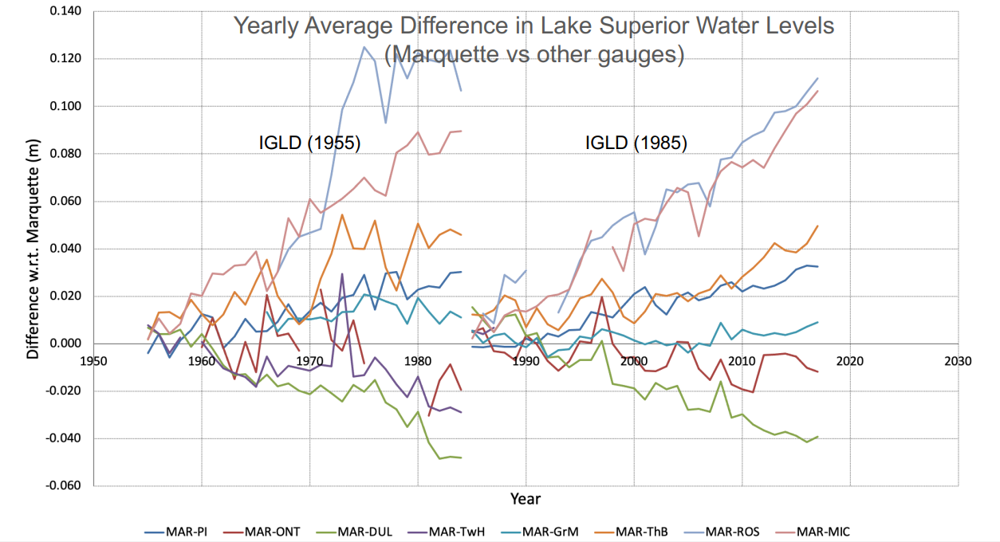 Yearly Average Difference in Lake Superior Water Levels
(Marquette vs other gauges)
0.140
0.120
0.100
0.080
0.060
0.040
0.020
0.000
-0.020
-0.040
-0.060
Difference w.r.t. Marquette (m)
IGLD (1955)
IGLD (1985)
1950
1960
1970
1980
1990
2000
2010
2020
2030
Year
MAR-PI
MAR-ONT
MAR-DUL
MAR-TwH
MAR-GrM
MAR-ThB
MAR-ROS
MAR-MIC